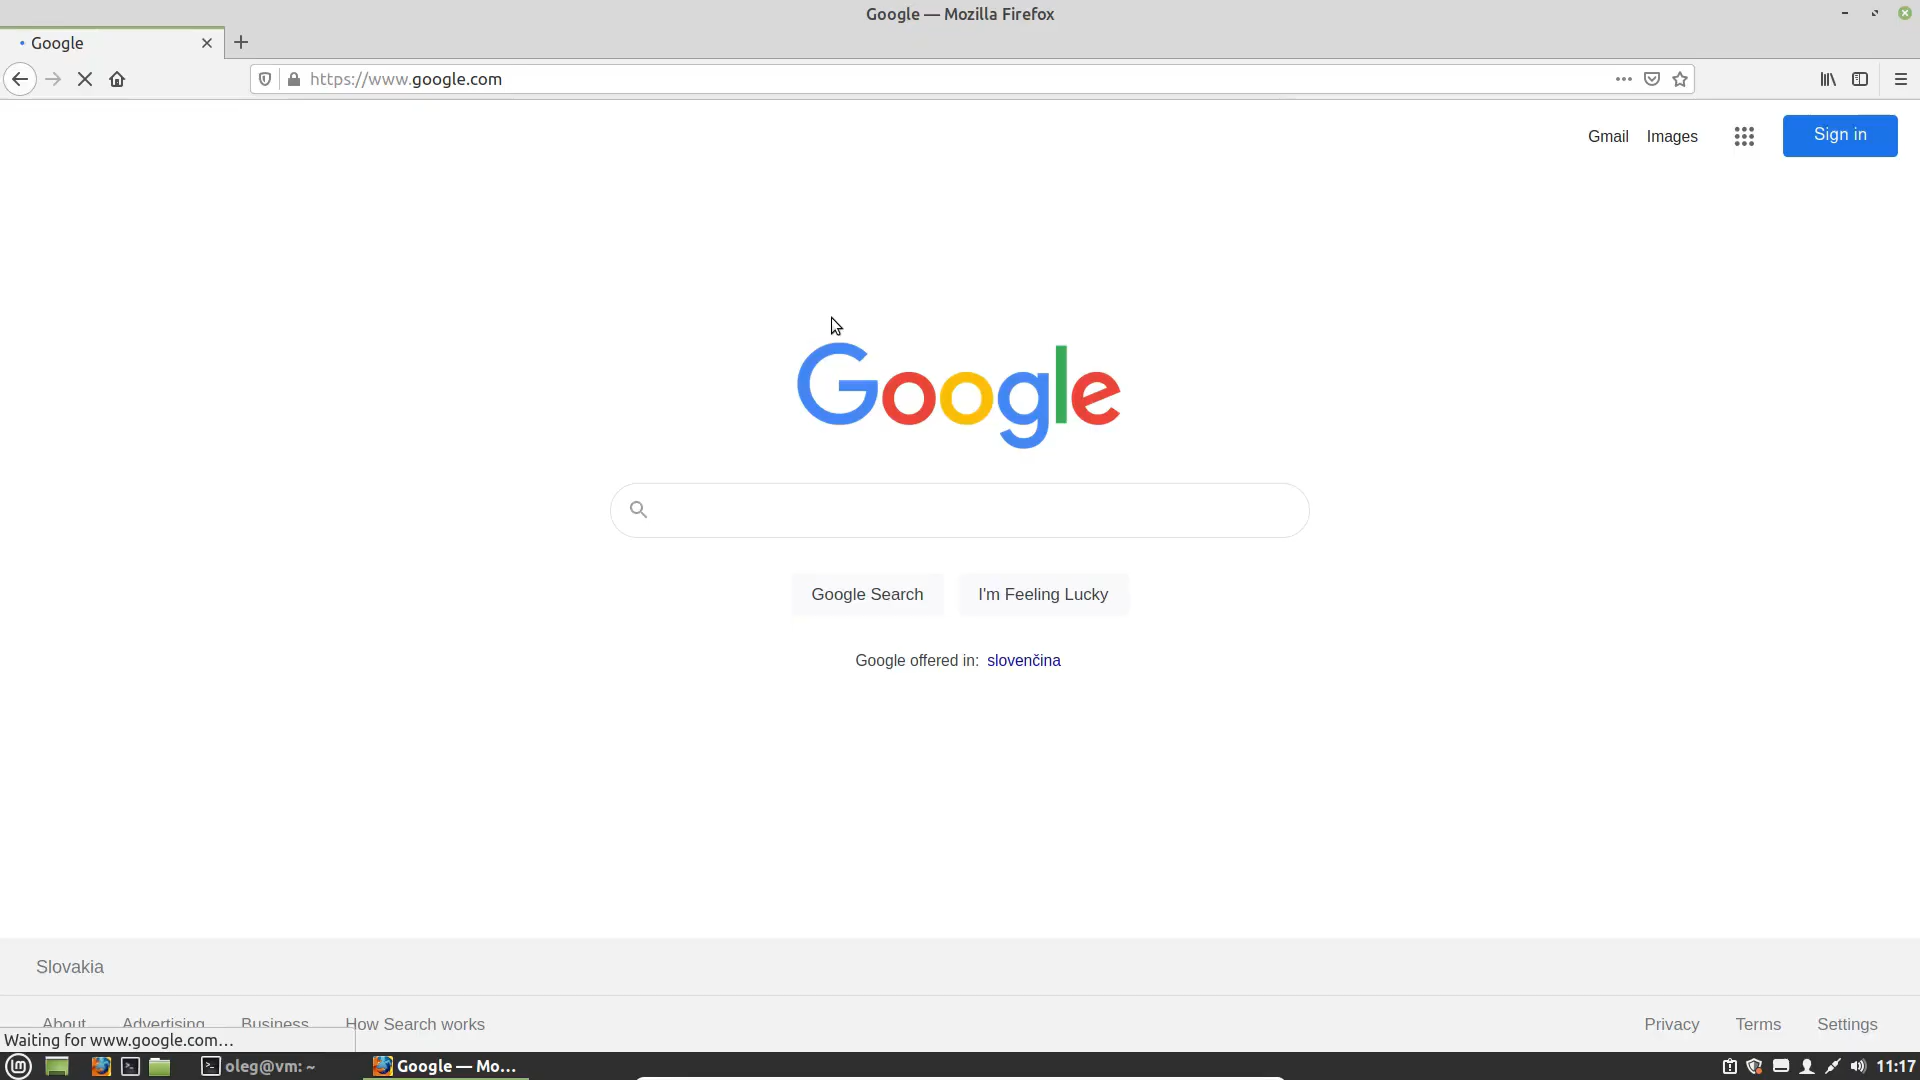 Google — Mozilla Firefox
Google
https://www.google.com
Gmail Images Sign in
Google
Google Search I'm Feeling Lucky
Google offered in: slovenčina
Slovakia
About Advertising Business How Search works Privacy Terms Settings
Waiting for www.google.com...
oleg@vm: ~ Google — Mo... 11:17